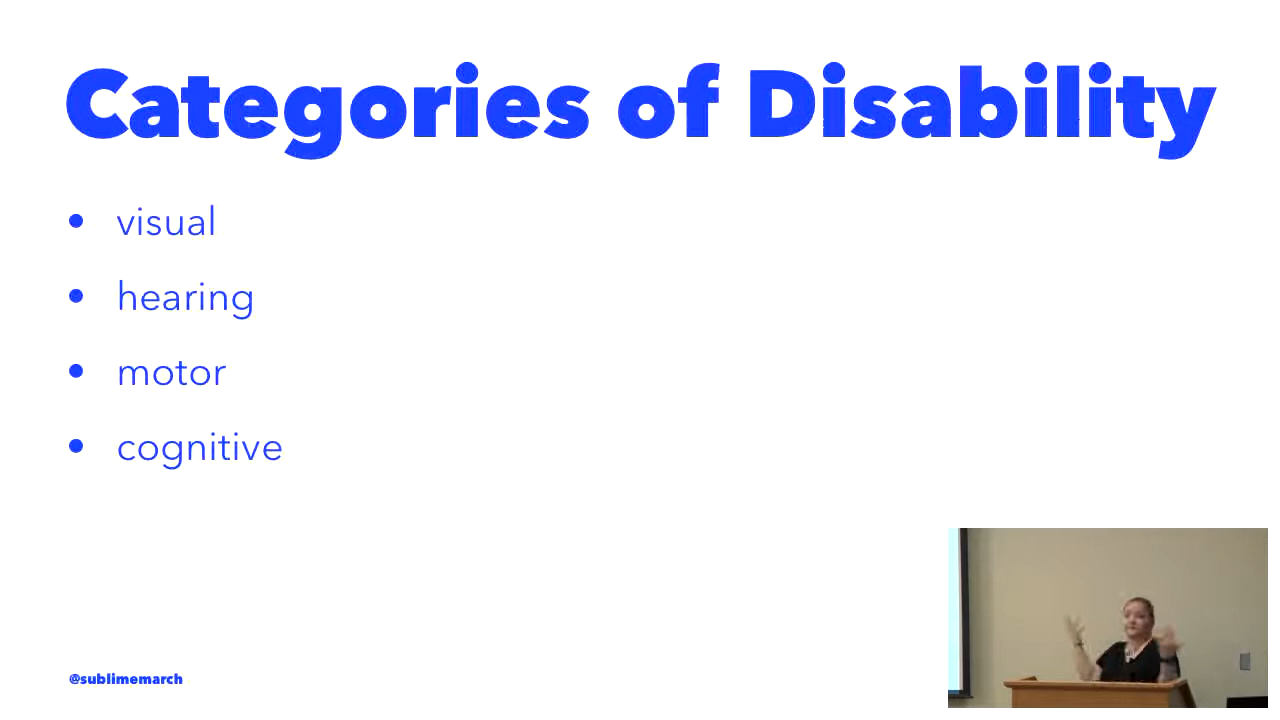 Categories of Disability
• visual
• hearing
• motor
• cognitive
@sublimemarch